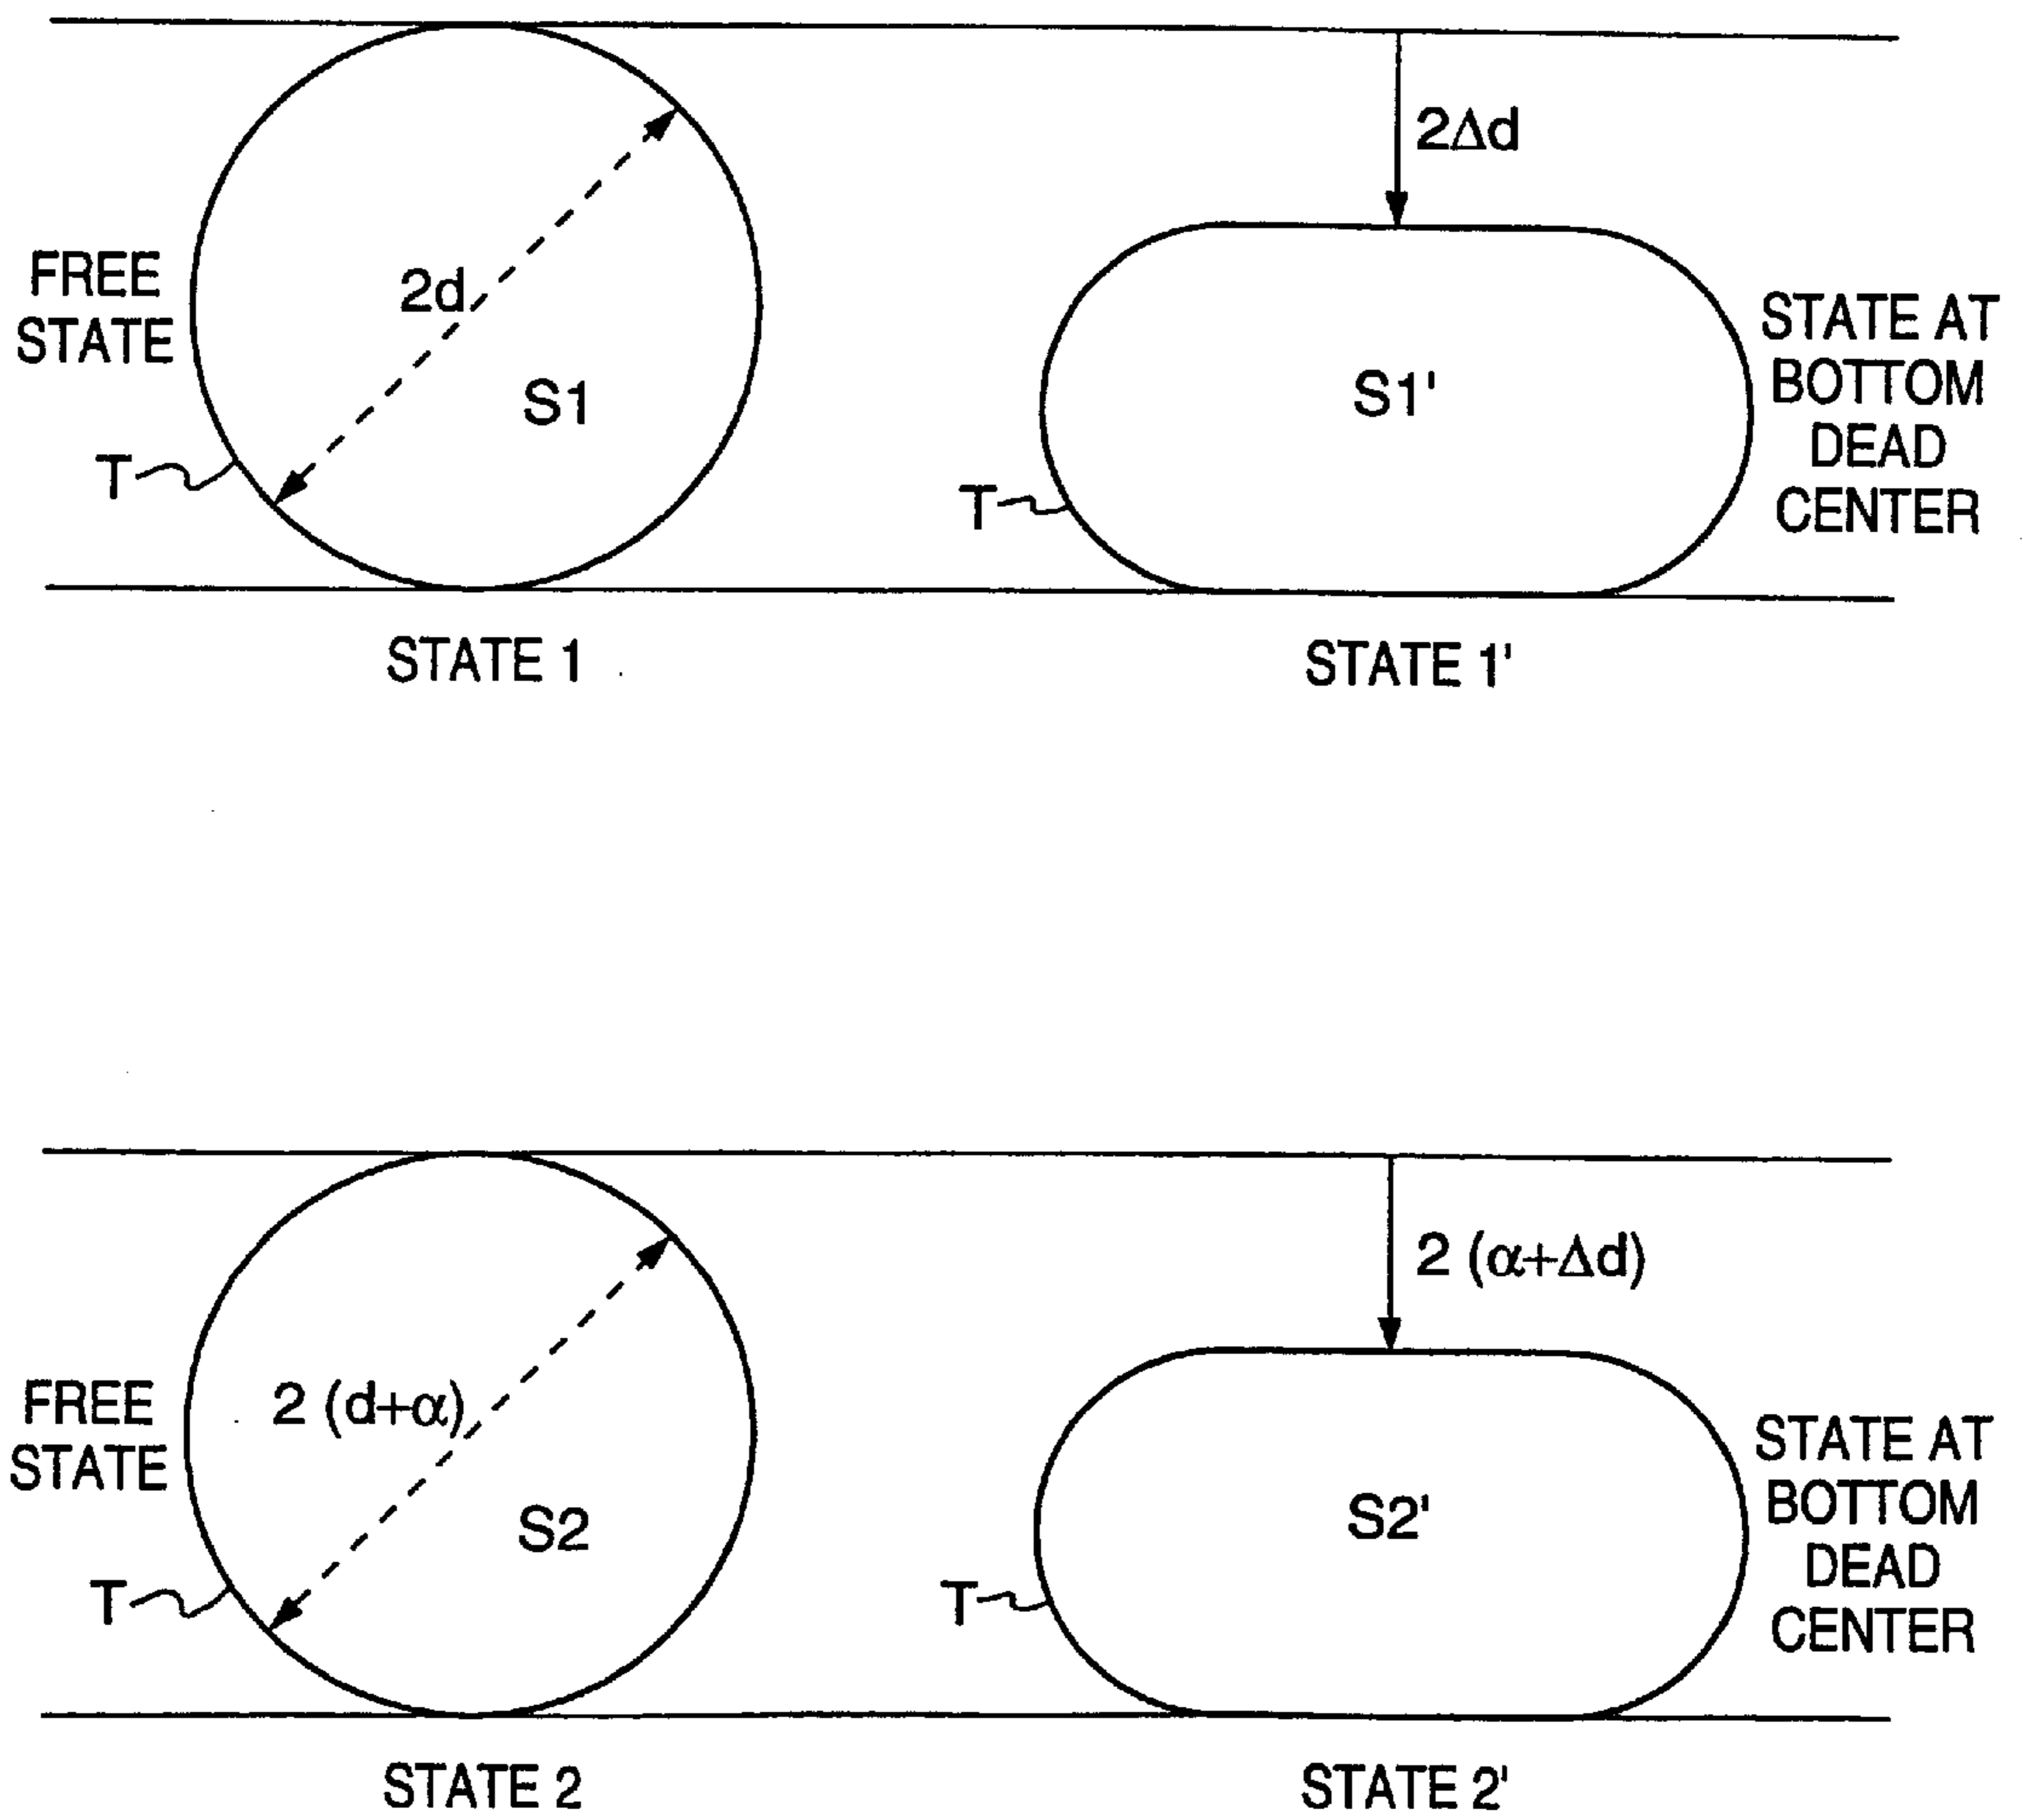 2Δd
FREE
STATE
2d
S1
T
S1'
T
STATE AT
BOTTOM
DEAD
CENTER
STATE 1
STATE 1'
2 (α+Δd)
FREE
STATE
2 (d+α)
S2
T
S2'
T
STATE AT
BOTTOM
DEAD
CENTER
STATE 2
STATE 2'